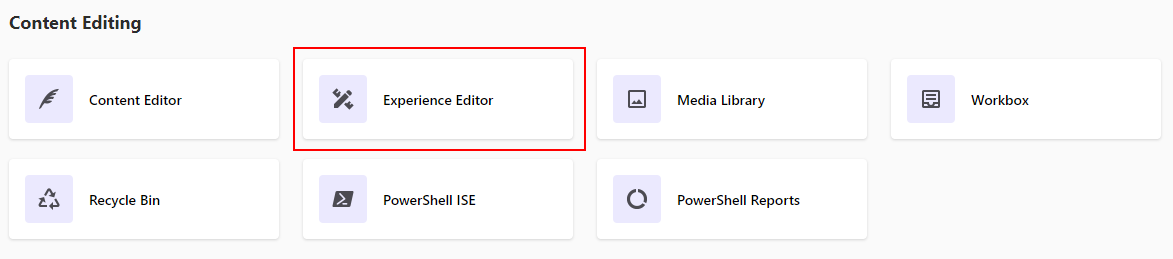 Content Editing
Content Editor
Experience Editor
Media Library
Workbox
Recycle Bin
PowerShell ISE
PowerShell Reports